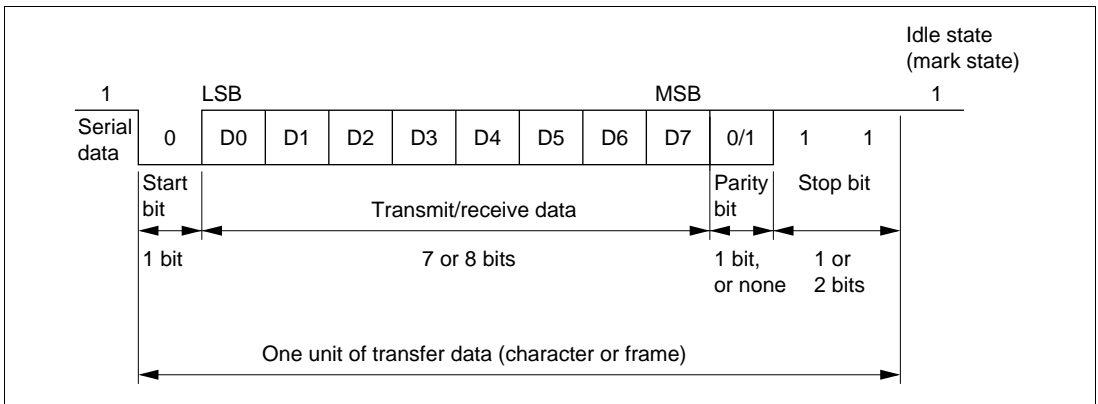 Idle state
(mark state)
1 LSB MSB 1
Serial
data
0 D0 D1 D2 D3 D4 D5 D6 D7 0/1 1 1
Start
bit
Transmit/receive data
Parity
bit
Stop bit
1 bit
7 or 8 bits
1 bit,
or none
1 or
2 bits
One unit of transfer data (character or frame)